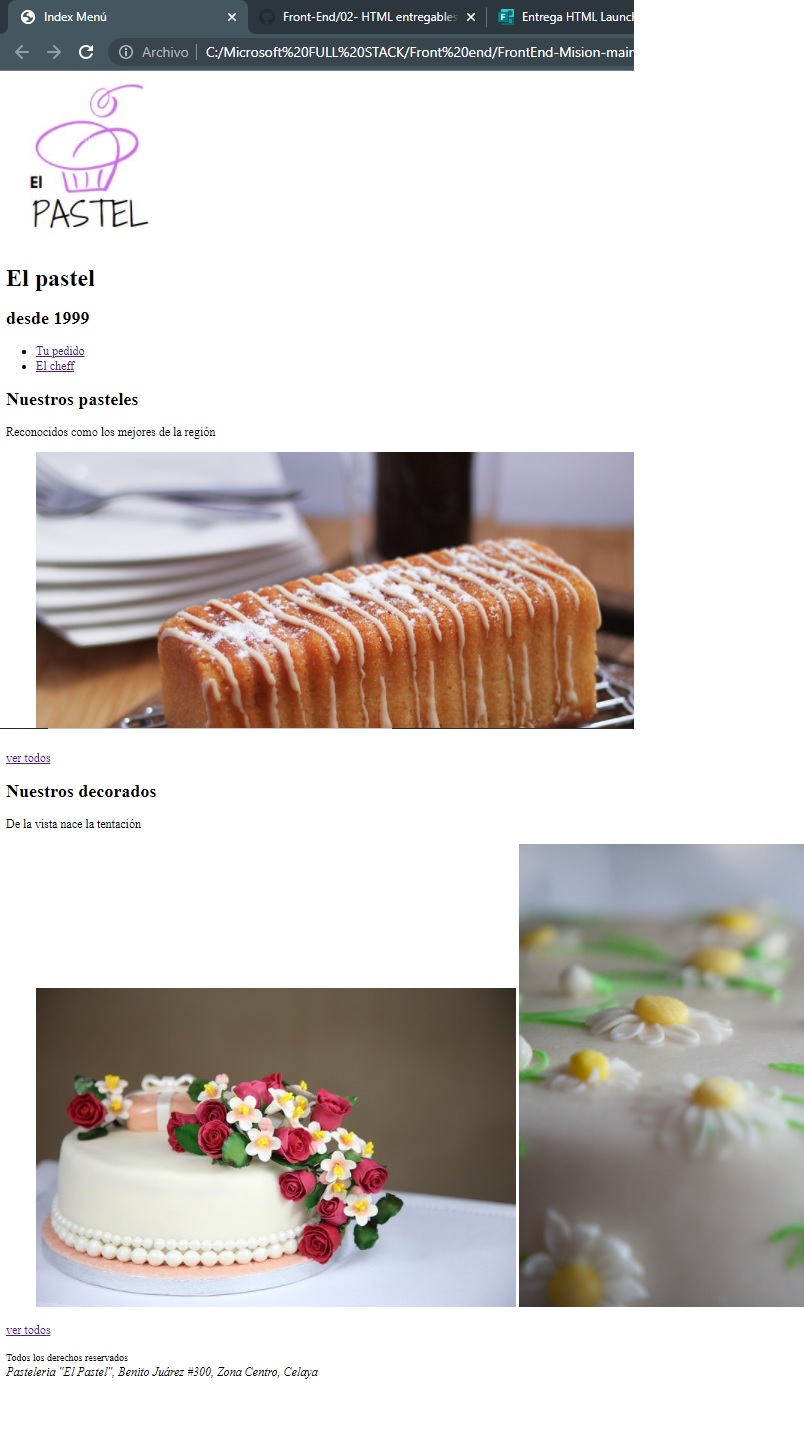 Index Menú
Front-End/02- HTML entregables
Entrega HTML Launch
Archivo
C:/Microsoft%20FULL%20STACK/Front%20end/FrontEnd-Mision-main
El
PASTEL
El pastel
desde 1999
Tu pedido
El cheff
Nuestros pasteles
Reconocidos como los mejores de la región
ver todos
Nuestros decorados
De la vista nace la tentación
ver todos
Todos los derechos reservados
Pasteleria "El Pastel", Benito Juárez #300, Zona Centro, Celaya